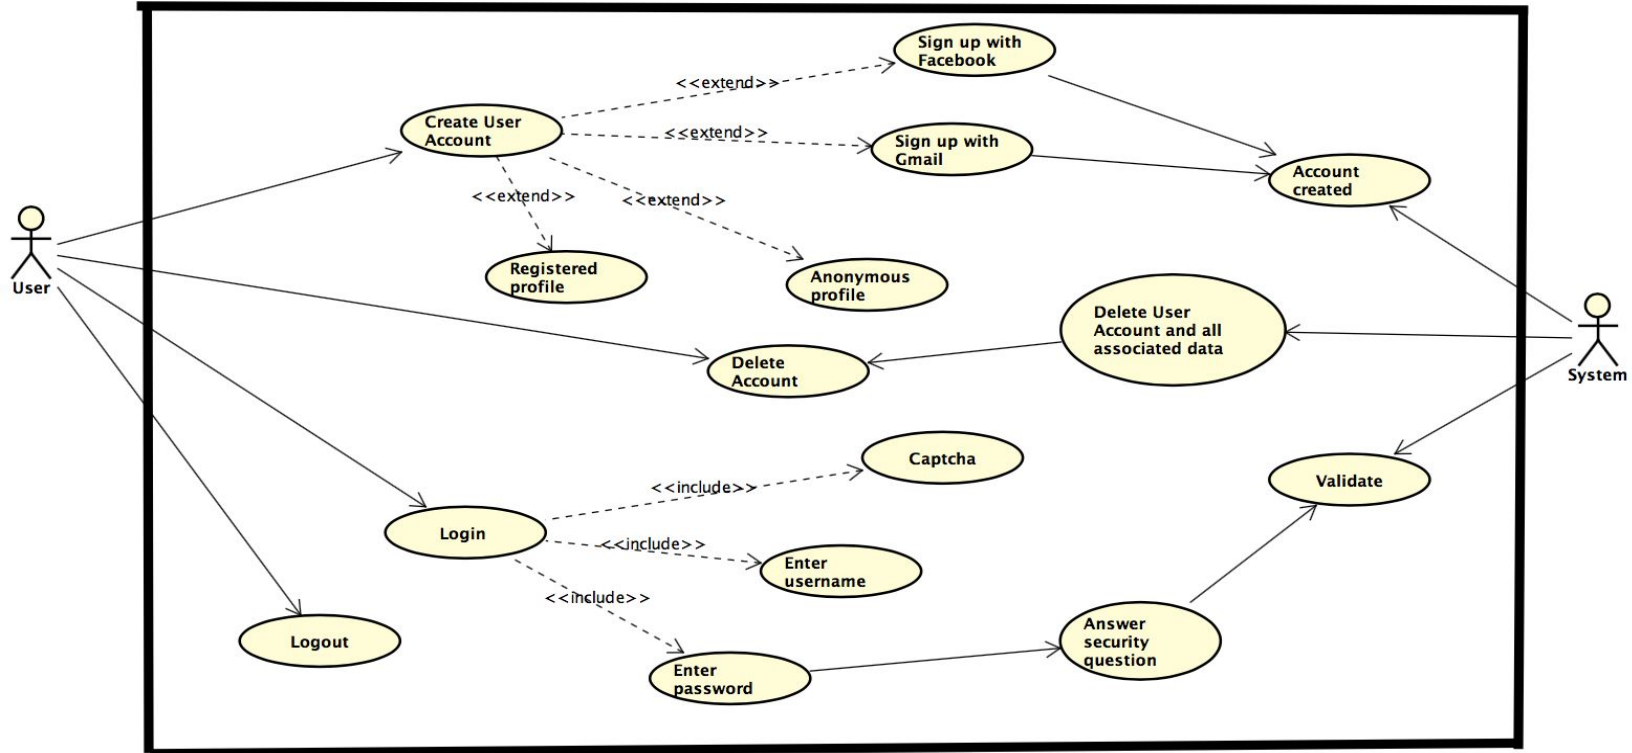 Sign up with
Facebook
<<extend>>
Create User
Account
<<extend>>
Sign up with
Gmail
Account
created
<<extend>>
<<extend>>
Registered
profile
Anonymous
profile
User
Delete User
Account and all
associated data
System
Delete
Account
Captcha
<<include>>
Validate
Login
<<include>>
Enter
username
<<include>>
Logout
Answer
security
question
Enter
password